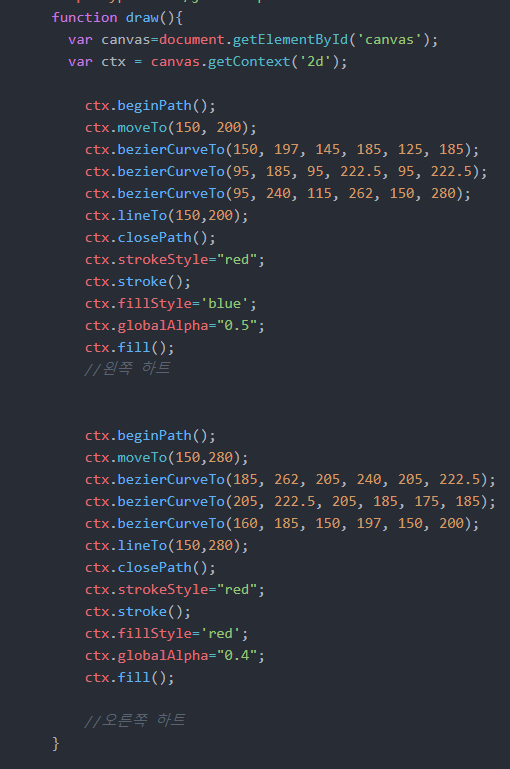 function draw(){
var canvas=document.getElementById('canvas');
var ctx = canvas.getContext('2d');
ctx.beginPath();
ctx.moveTo(150, 200);
ctx.bezierCurveTo(150, 197, 145, 185, 125, 185);
ctx.bezierCurveTo(95, 185, 95, 222.5, 95, 222.5);
ctx.bezierCurveTo(95, 240, 115, 262, 150, 280);
ctx.lineTo(150,200);
ctx.closePath();
ctx.strokeStyle="red";
ctx.stroke();
ctx.fillStyle='blue';
ctx.globalAlpha="0.5";
ctx.fill();
//왼쪽 하트
ctx.beginPath();
ctx.moveTo(150,280);
ctx.bezierCurveTo(185, 262, 205, 240, 205, 222.5);
ctx.bezierCurveTo(205, 222.5, 205, 185, 175, 185);
ctx.bezierCurveTo(160, 185, 150, 197, 150, 200);
ctx.lineTo(150,280);
ctx.closePath();
ctx.strokeStyle="red";
ctx.stroke();
ctx.fillStyle='red';
ctx.globalAlpha="0.4";
ctx.fill();
//오른쪽 하트
}